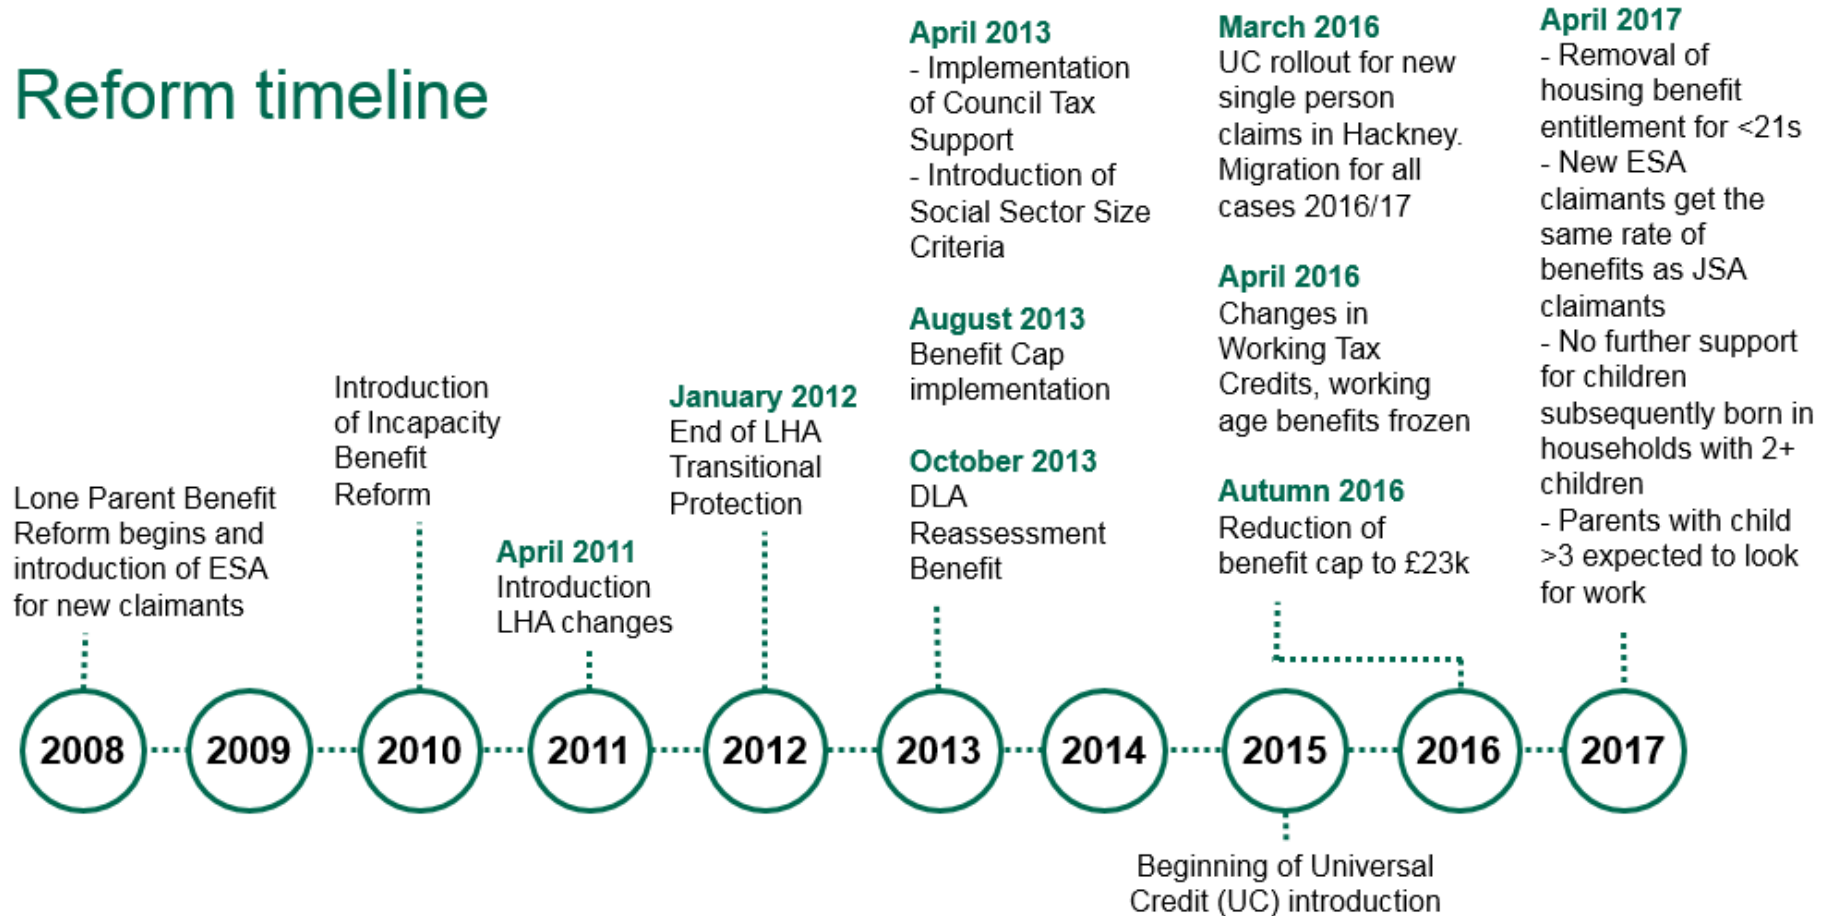 Reform timeline
Lone Parent Benefit
Reform begins and
introduction of ESA
for new claimants
Introduction
of Incapacity
Benefit
Reform
April 2011
Introduction
LHA changes
January 2012
End of LHA
Transitional
Protection
April 2013
- Implementation
of Council Tax
Support
- Introduction of
Social Sector Size
Criteria
August 2013
Benefit Cap
implementation
October 2013
DLA
Reassessment
Benefit
March 2016
UC rollout for new
single person
claims in Hackney.
Migration for all
cases 2016/17
April 2016
Changes in
Working Tax
Credits, working
age benefits frozen
Autumn 2016
Reduction of
benefit cap to £23k
April 2017
- Removal of
housing benefit
entitlement for <21s
- New ESA
claimants get the
same rate of
benefits as JSA
claimants
- No further support
for children
subsequently born in
households with 2+
children
- Parents with child
>3 expected to look
for work
2008
2009
2010
2011
2012
2013
2014
2015
2016
2017
Beginning of Universal
Credit (UC) introduction